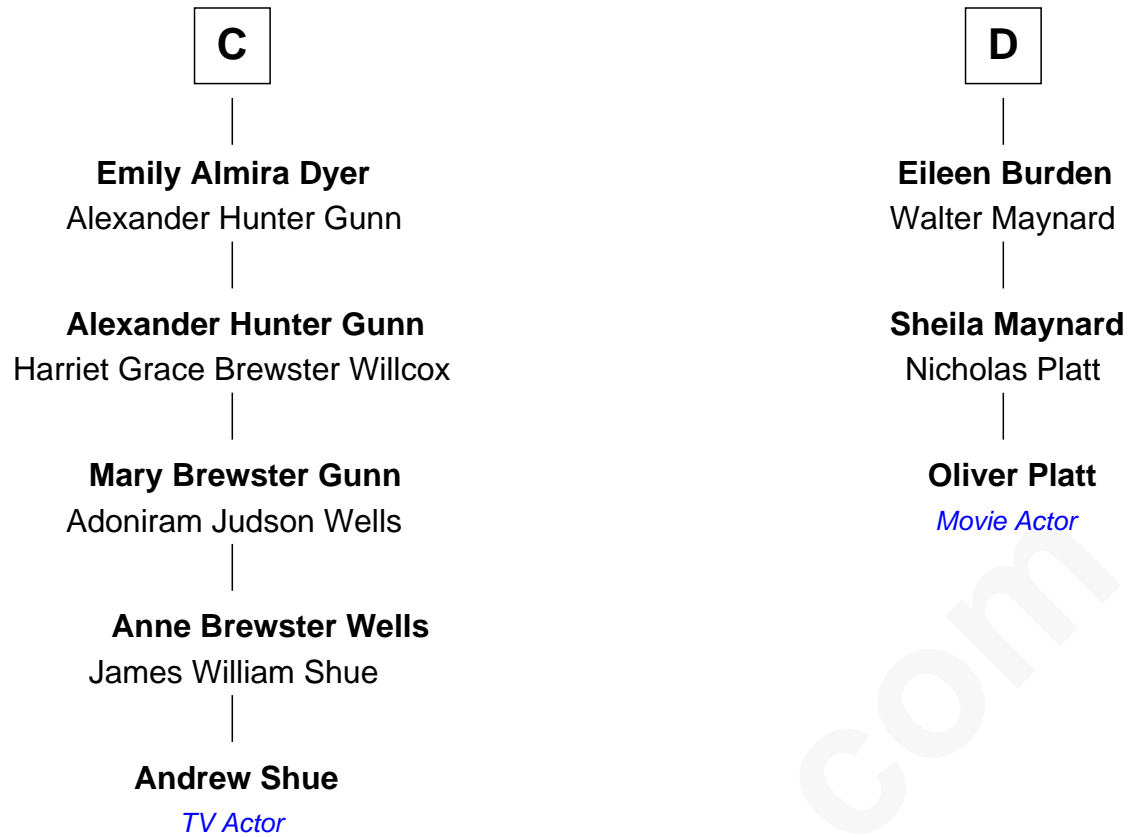 C
Emily Almira Dyer
Alexander Hunter Gunn
Alexander Hunter Gunn
Harriet Grace Brewster Willcox
Mary Brewster Gunn
Adoniram Judson Wells
Anne Brewster Wells
James William Shue
Andrew Shue
TV Actor
D
Eileen Burden
Walter Maynard
Sheila Maynard
Nicholas Platt
Oliver Platt
Movie Actor
com